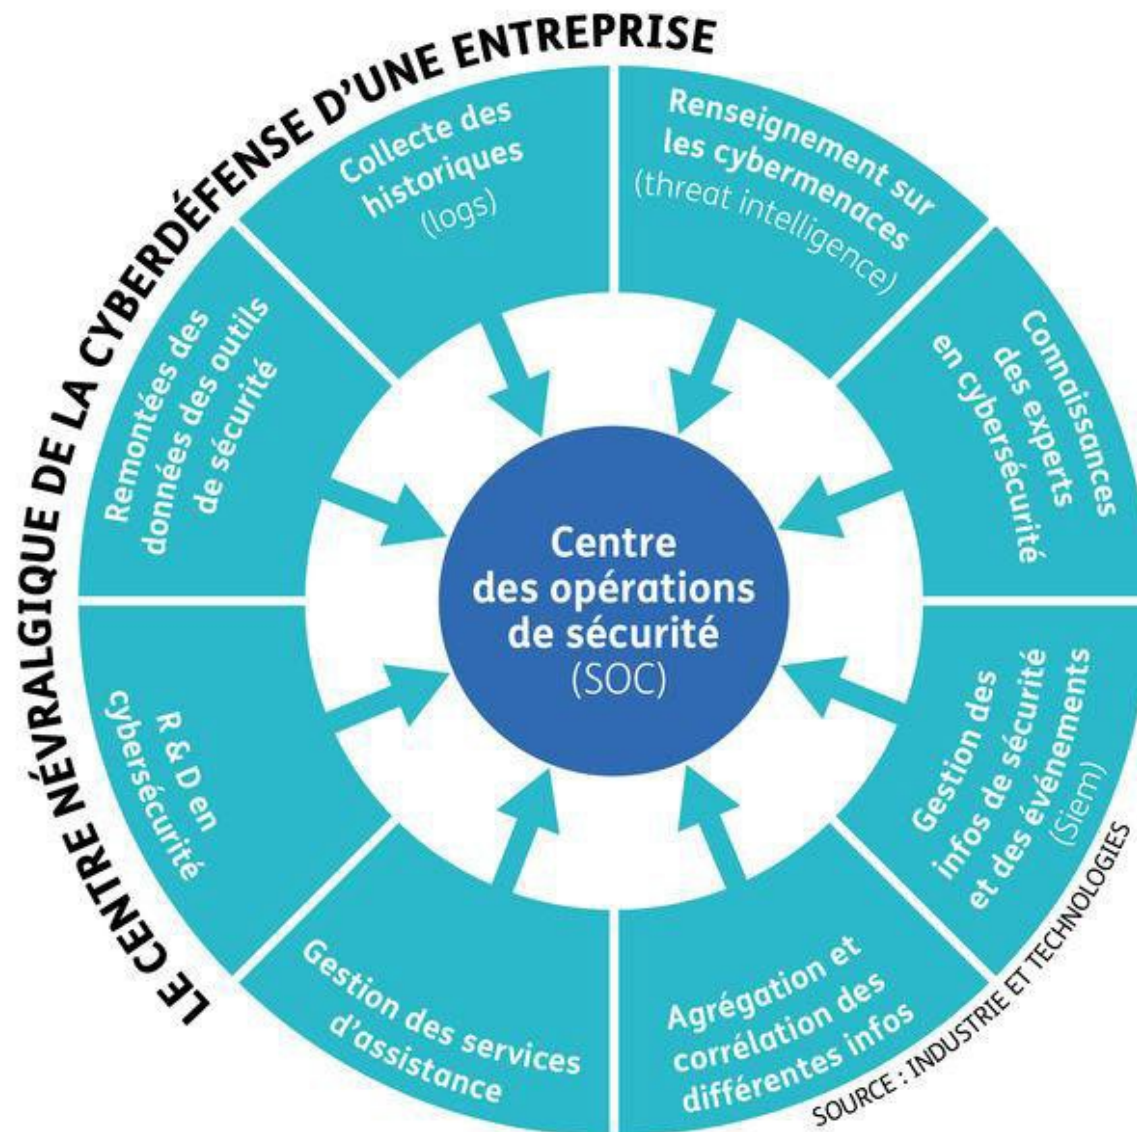 LE CENTRE NÉVRALGIQUE DE LA CYBERDÉFENSE D'UNE ENTREPRISE
Collecte des
historiques
(logs)
Renseignement sur
les cybermenaces
(threat intelligence)
Connaissances
des experts
en cybersécurité
Gestion des
infos de sécurité
et des événements
(Siem)
Agrégation et
corrélation des
différentes infos
Gestion des services
d'assistance
R & D en
cybersécurité
Remontées des
données des outils
de sécurité
Centre
des opérations
de sécurité
(SOC)
SOURCE : INDUSTRIE ET TECHNOLOGIES